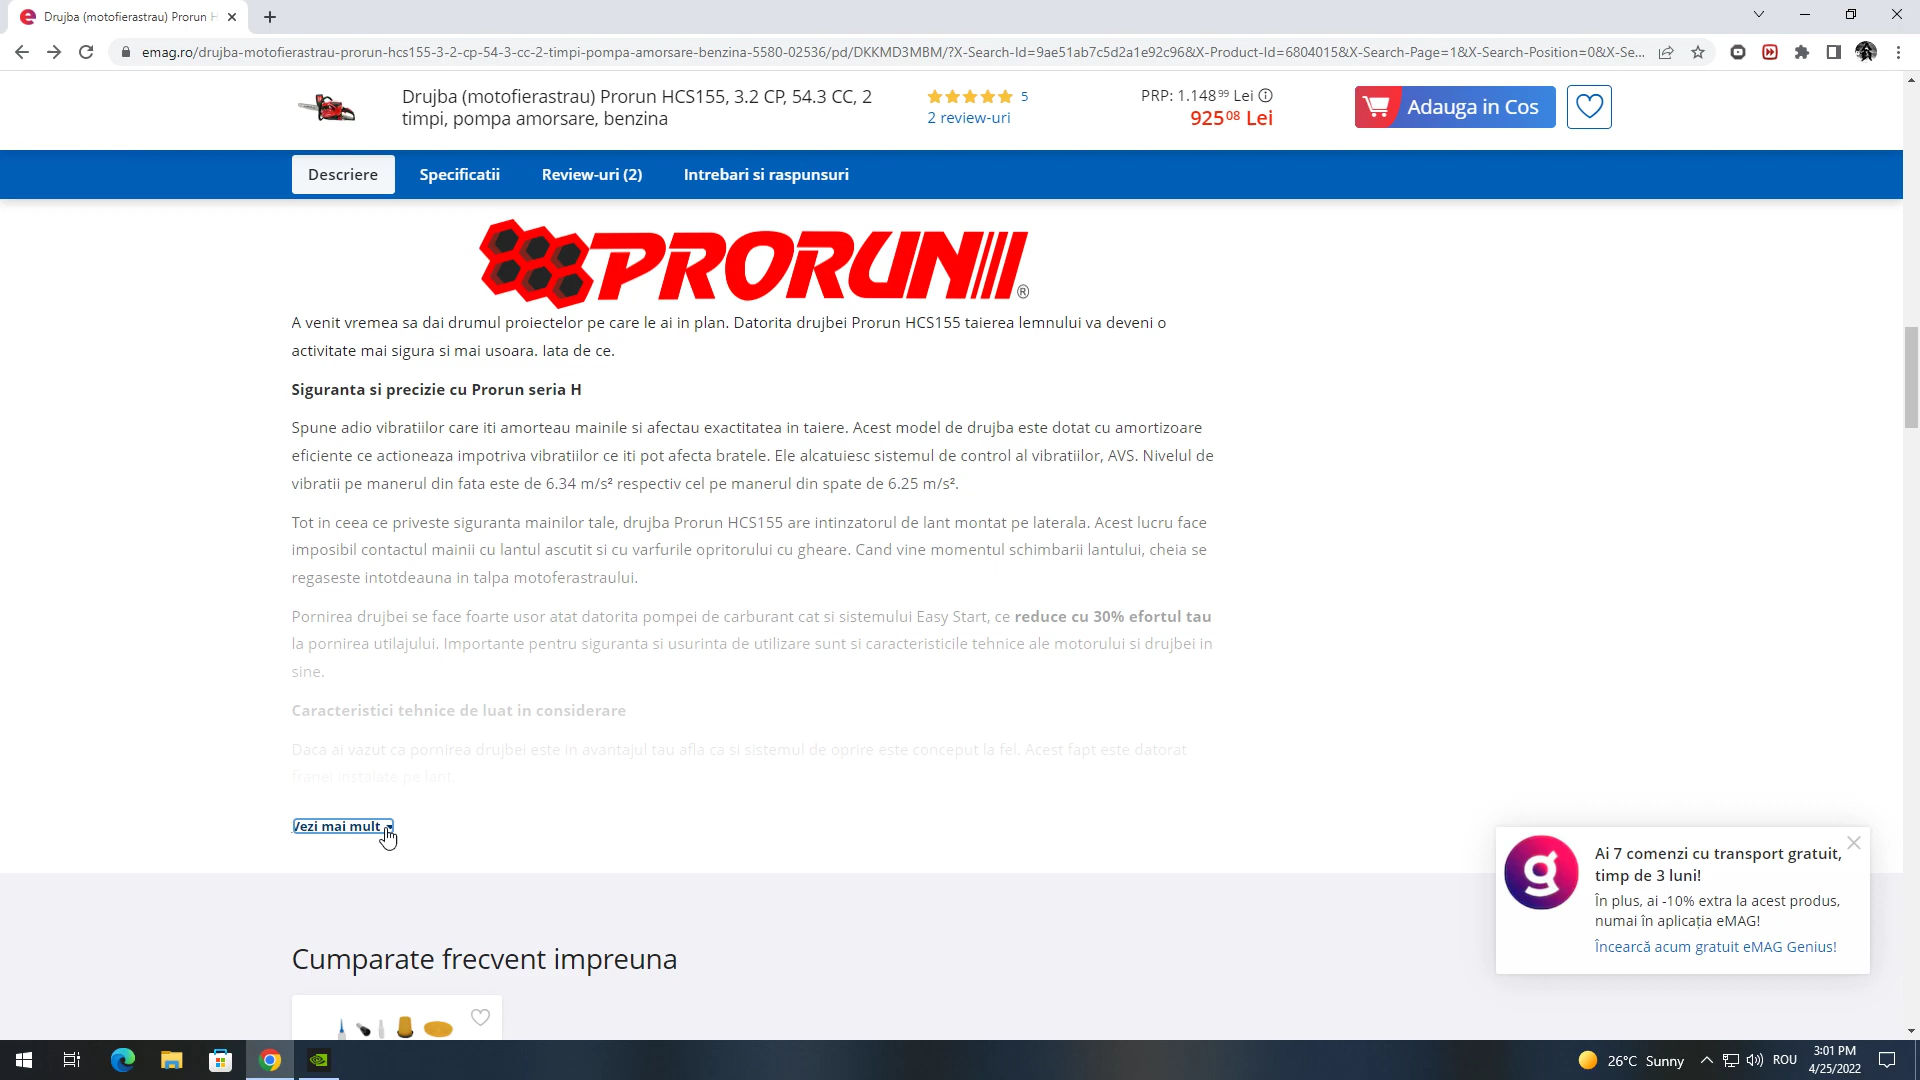 Drujba (motofierastrau) Prorun H
emag.ro/drujba-motofierastrau-prorun-hcs155-3-2-cp-54-3-cc-2-timpi-pompa-amorsare-benzina-5580-02536/pd/DKKMD3MBM/?X-Search-Id=9ae51ab7c5d2a1e92c96&X-Product-Id=6804015&X-Search-Page=1&X-Search-Position=0&X-Se...
Drujba (motofierastrau) Prorun HCS155, 3.2 CP, 54.3 CC, 2
timpi, pompa amorsare, benzina
5
2 review-uri
PRP: 1.148⁹⁹ Lei
925⁰⁸ Lei
Adauga in Cos
Descriere
Specificatii
Review-uri (2)
Intrebari si raspunsuri
PRORUN ®
A venit vremea sa dai drumul proiectelor pe care le ai in plan. Datorita drujbei Prorun HCS155 taierea lemnului va deveni o
activitate mai sigura si mai usoara. Iata de ce.
Siguranta si precizie cu Prorun seria H
Spune adio vibratiilor care iti amorteau mainile si afectau exactitatea in taiere. Acest model de drujba este dotat cu amortizoare
eficiente ce actioneaza impotriva vibratiilor ce iti pot afecta bratele. Ele alcatuiesc sistemul de control al vibratiilor, AVS. Nivelul de
vibratii pe manerul din fata este de 6.34 m/s² respectiv cel pe manerul din spate de 6.25 m/s².
Tot in ceea ce priveste siguranta mainilor tale, drujba Prorun HCS155 are intinzatorul de lant montat pe laterala. Acest lucru face
imposibil contactul mainii cu lantul ascutit si cu varfurile opritorului cu gheare. Cand vine momentul schimbarii lantului, cheia se
regaseste intotdeauna in talpa motoferastraului.
Pornirea drujbei se face foarte usor atat datorita pompei de carburant cat si sistemului Easy Start, ce reduce cu 30% efortul tau
la pornirea utilajului. Importante pentru siguranta si usurinta de utilizare sunt si caracteristicile tehnice ale motorului si drujbei in
sine.
Caracteristici tehnice de luat in considerare
Daca ai vazut ca pornirea drujbei este in avantajul tau afla ca si sistemul de oprire este conceput la fel. Acest fapt este datorat
franei instalate pe lant.
Vezi mai mult
Ai 7 comenzi cu transport gratuit,
timp de 3 luni!
În plus, ai -10% extra la acest produs,
numai în aplicația eMAG!
Încearcă acum gratuit eMAG Genius!
Cumparate frecvent impreuna
26°C Sunny
ROU
3:01 PM
4/25/2022